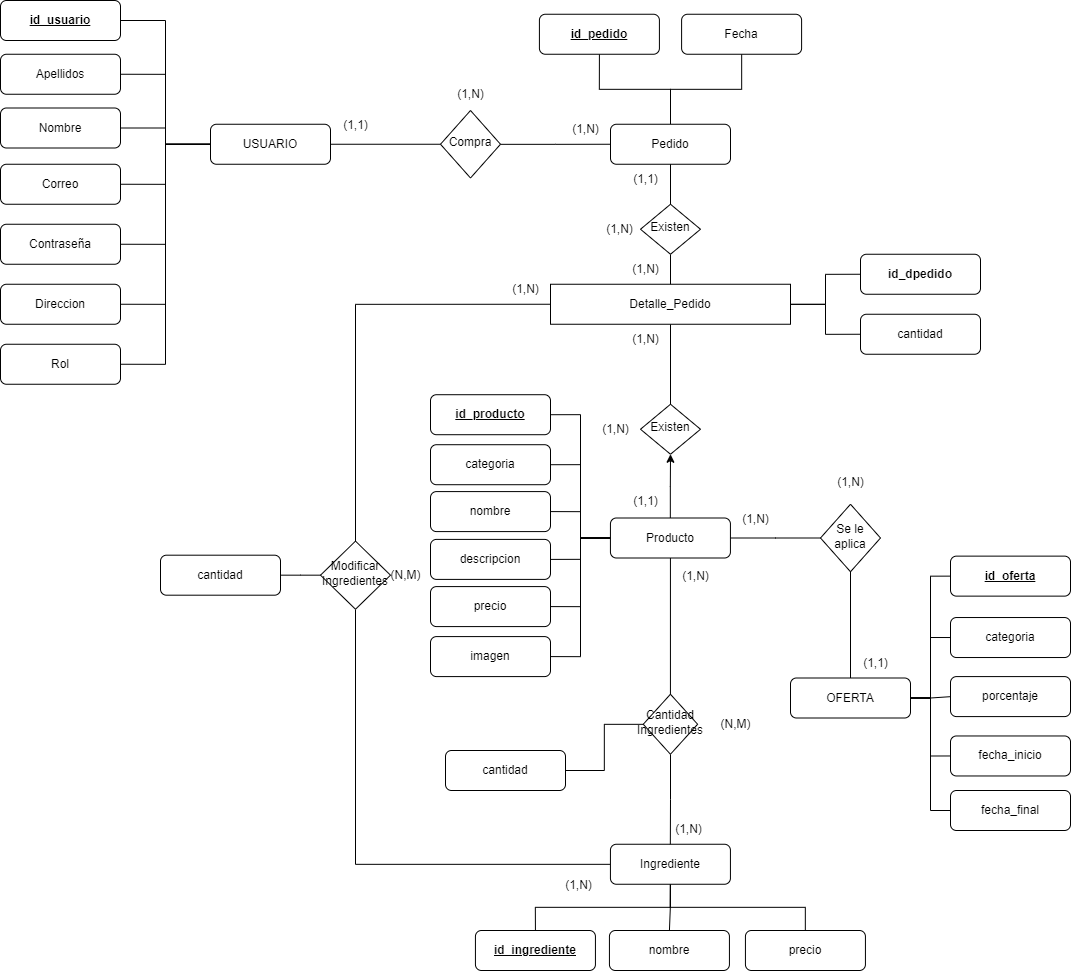 id_usuario
Apellidos
Nombre
Correo
Contraseña
Direccion
Rol
USUARIO
(1,1)
(1,N)
Compra
(1,N)
id_pedido
Fecha
Pedido
(1,1)
(1,N)
Existen
(1,N)
(1,N)
Detalle_Pedido
(1,N)
id_dpedido
cantidad
(1,N)
Existen
(1,1)
id_producto
categoria
nombre
descripcion
precio
imagen
Producto
(1,N)
(1,N)
(1,N)
Se le
aplica
(1,1)
OFERTA
id_oferta
categoria
porcentaje
fecha_inicio
fecha_final
cantidad
Modificar
Ingredientes
(N,M)
Cantidad
Ingredientes
(N,M)
cantidad
(1,N)
Ingrediente
(1,N)
id_ingrediente
nombre
precio